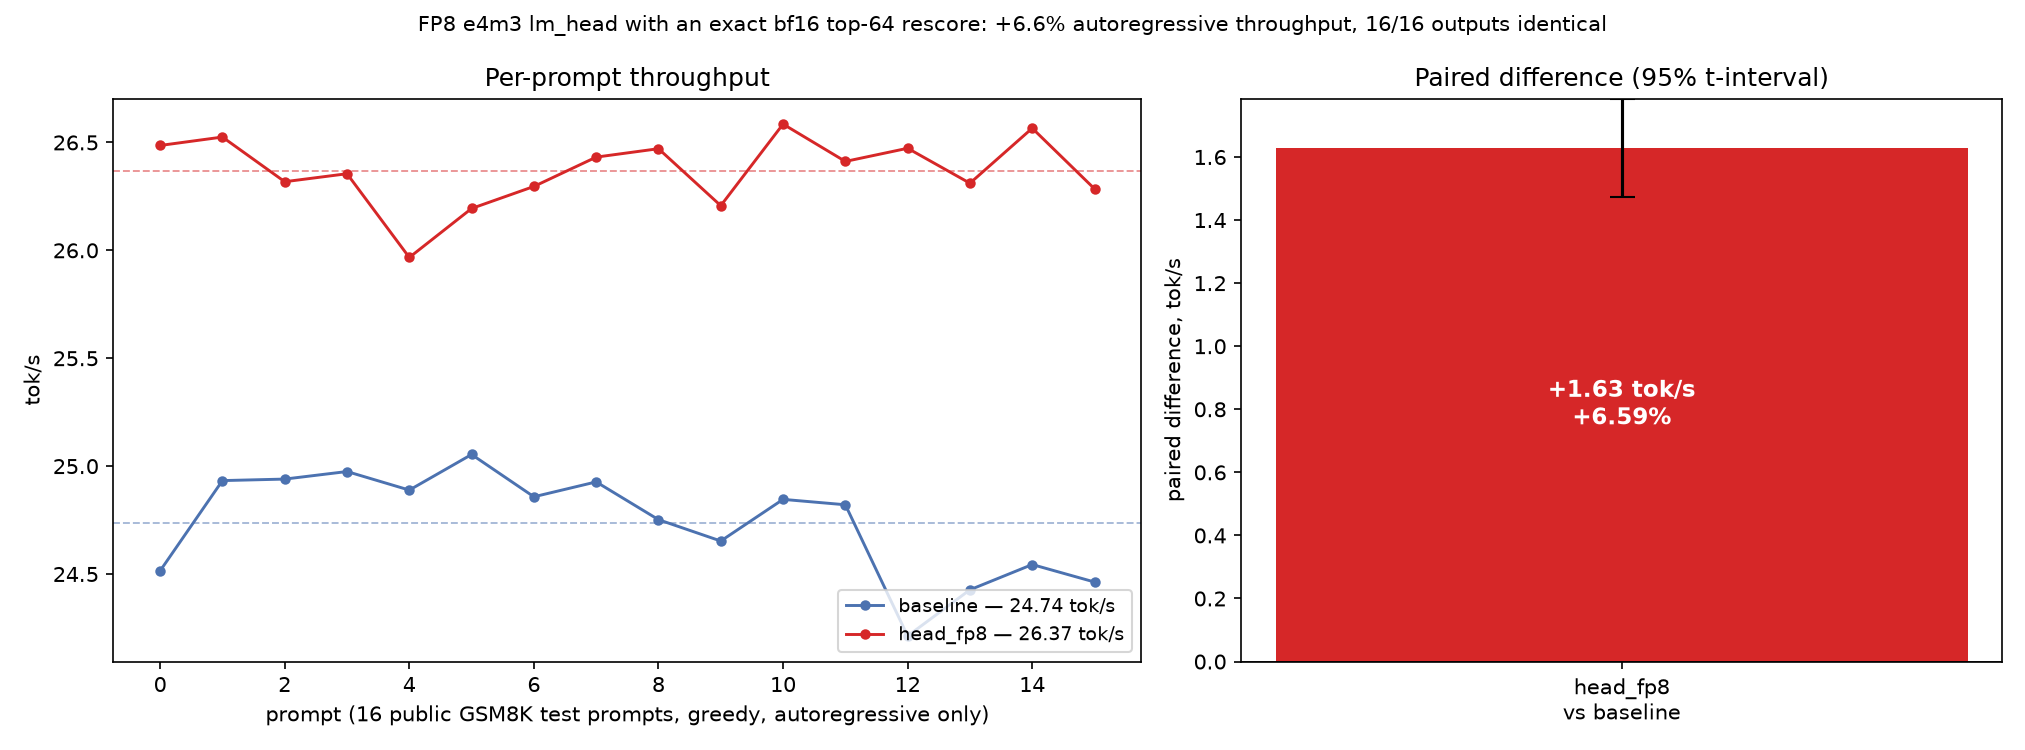 FP8 e4m3 lm_head with an exact bf16 top-64 rescore: +6.6% autoregressive throughput, 16/16 outputs identical
Per-prompt throughput
tok/s
26.5
26.0
25.5
25.0
24.5
0
2
4
6
8
10
12
14
prompt (16 public GSM8K test prompts, greedy, autoregressive only)
baseline — 24.74 tok/s
head_fp8 — 26.37 tok/s
Paired difference (95% t-interval)
paired difference, tok/s
1.6
1.4
1.2
1.0
0.8
0.6
0.4
0.2
0.0
+1.63 tok/s
+6.59%
head_fp8
vs baseline